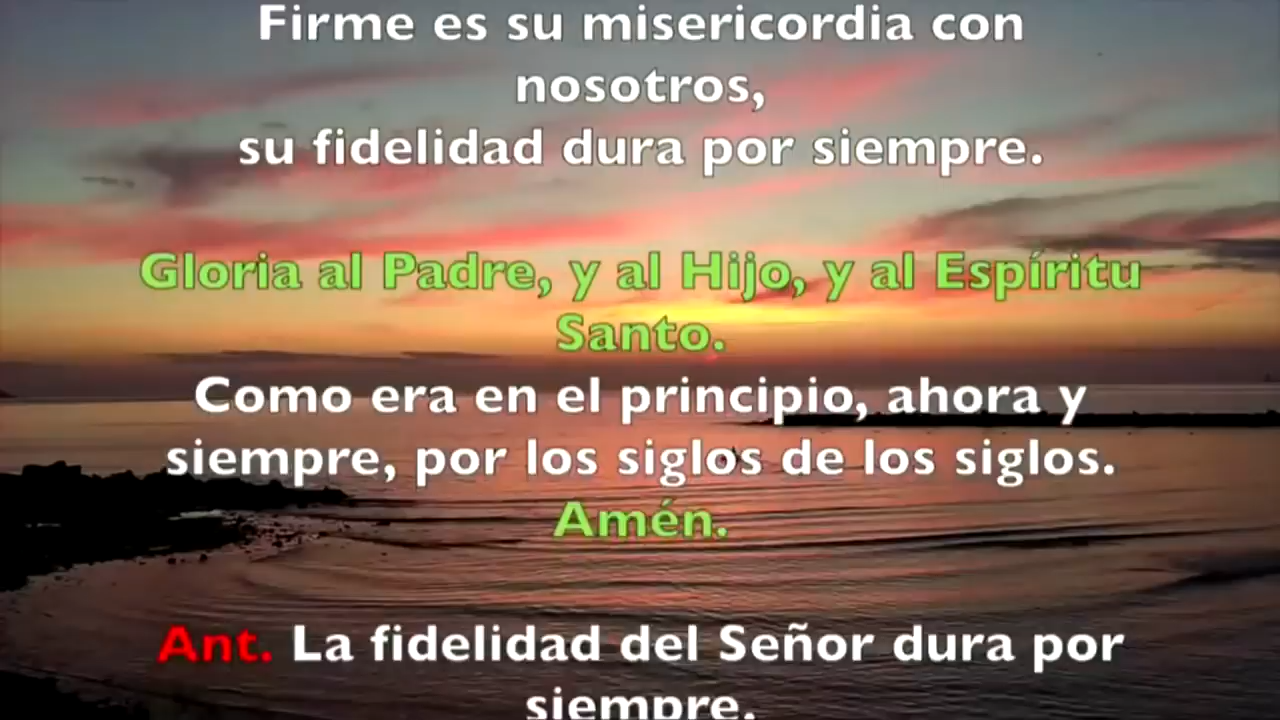 Firme es su misericordia con
nosotros,
su fidelidad dura por siempre.
Gloria al Padre, y al Hijo, y al Espíritu
Santo.
Como era en el principio, ahora y
siempre, por los siglos de los siglos.
Amén.
Ant. La fidelidad del Señor dura por
siempre.